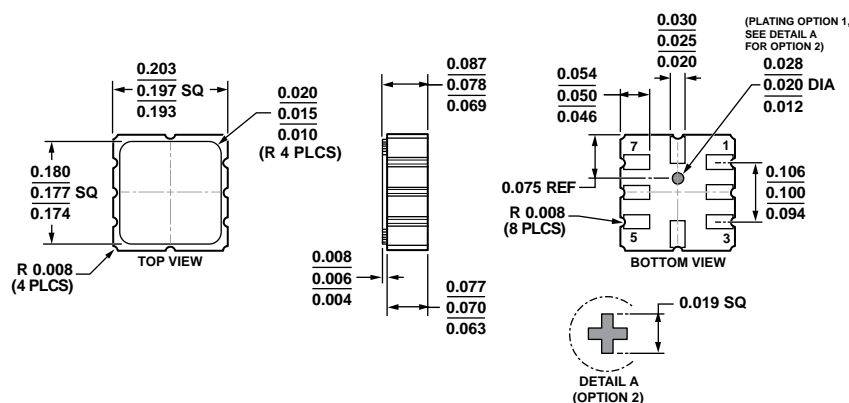 0.203
0.197 SQ
0.193
0.020
0.015
0.010
(R 4 PLCS)
0.180
0.177 SQ
0.174
R 0.008
(4 PLCS)
TOP VIEW
0.087
0.078
0.069
0.008
0.006
0.004
0.077
0.070
0.063
0.030
0.025
0.020
(PLATING OPTION 1,
SEE DETAIL A
FOR OPTION 2)
0.028
0.020 DIA
0.012
0.054
0.050
0.046
7
1
0.075 REF
0.106
0.100
0.094
R 0.008
(8 PLCS)
5
3
BOTTOM VIEW
0.019 SQ
DETAIL A
(OPTION 2)